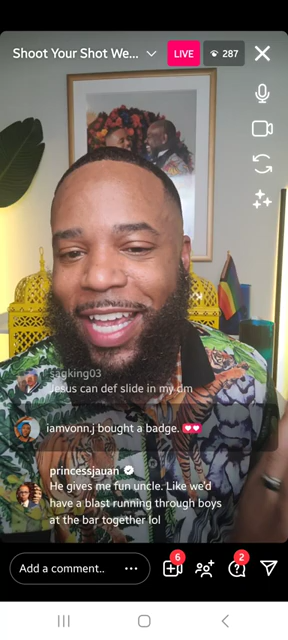 Shoot Your Shot We...
LIVE
287
sagking03
Jesus can def slide in my dm
iamvonn.j bought a badge.
princessjauan
He gives me fun uncle. Like we'd
have a blast running through boys
at the bar together lol
Add a comment..
6
2